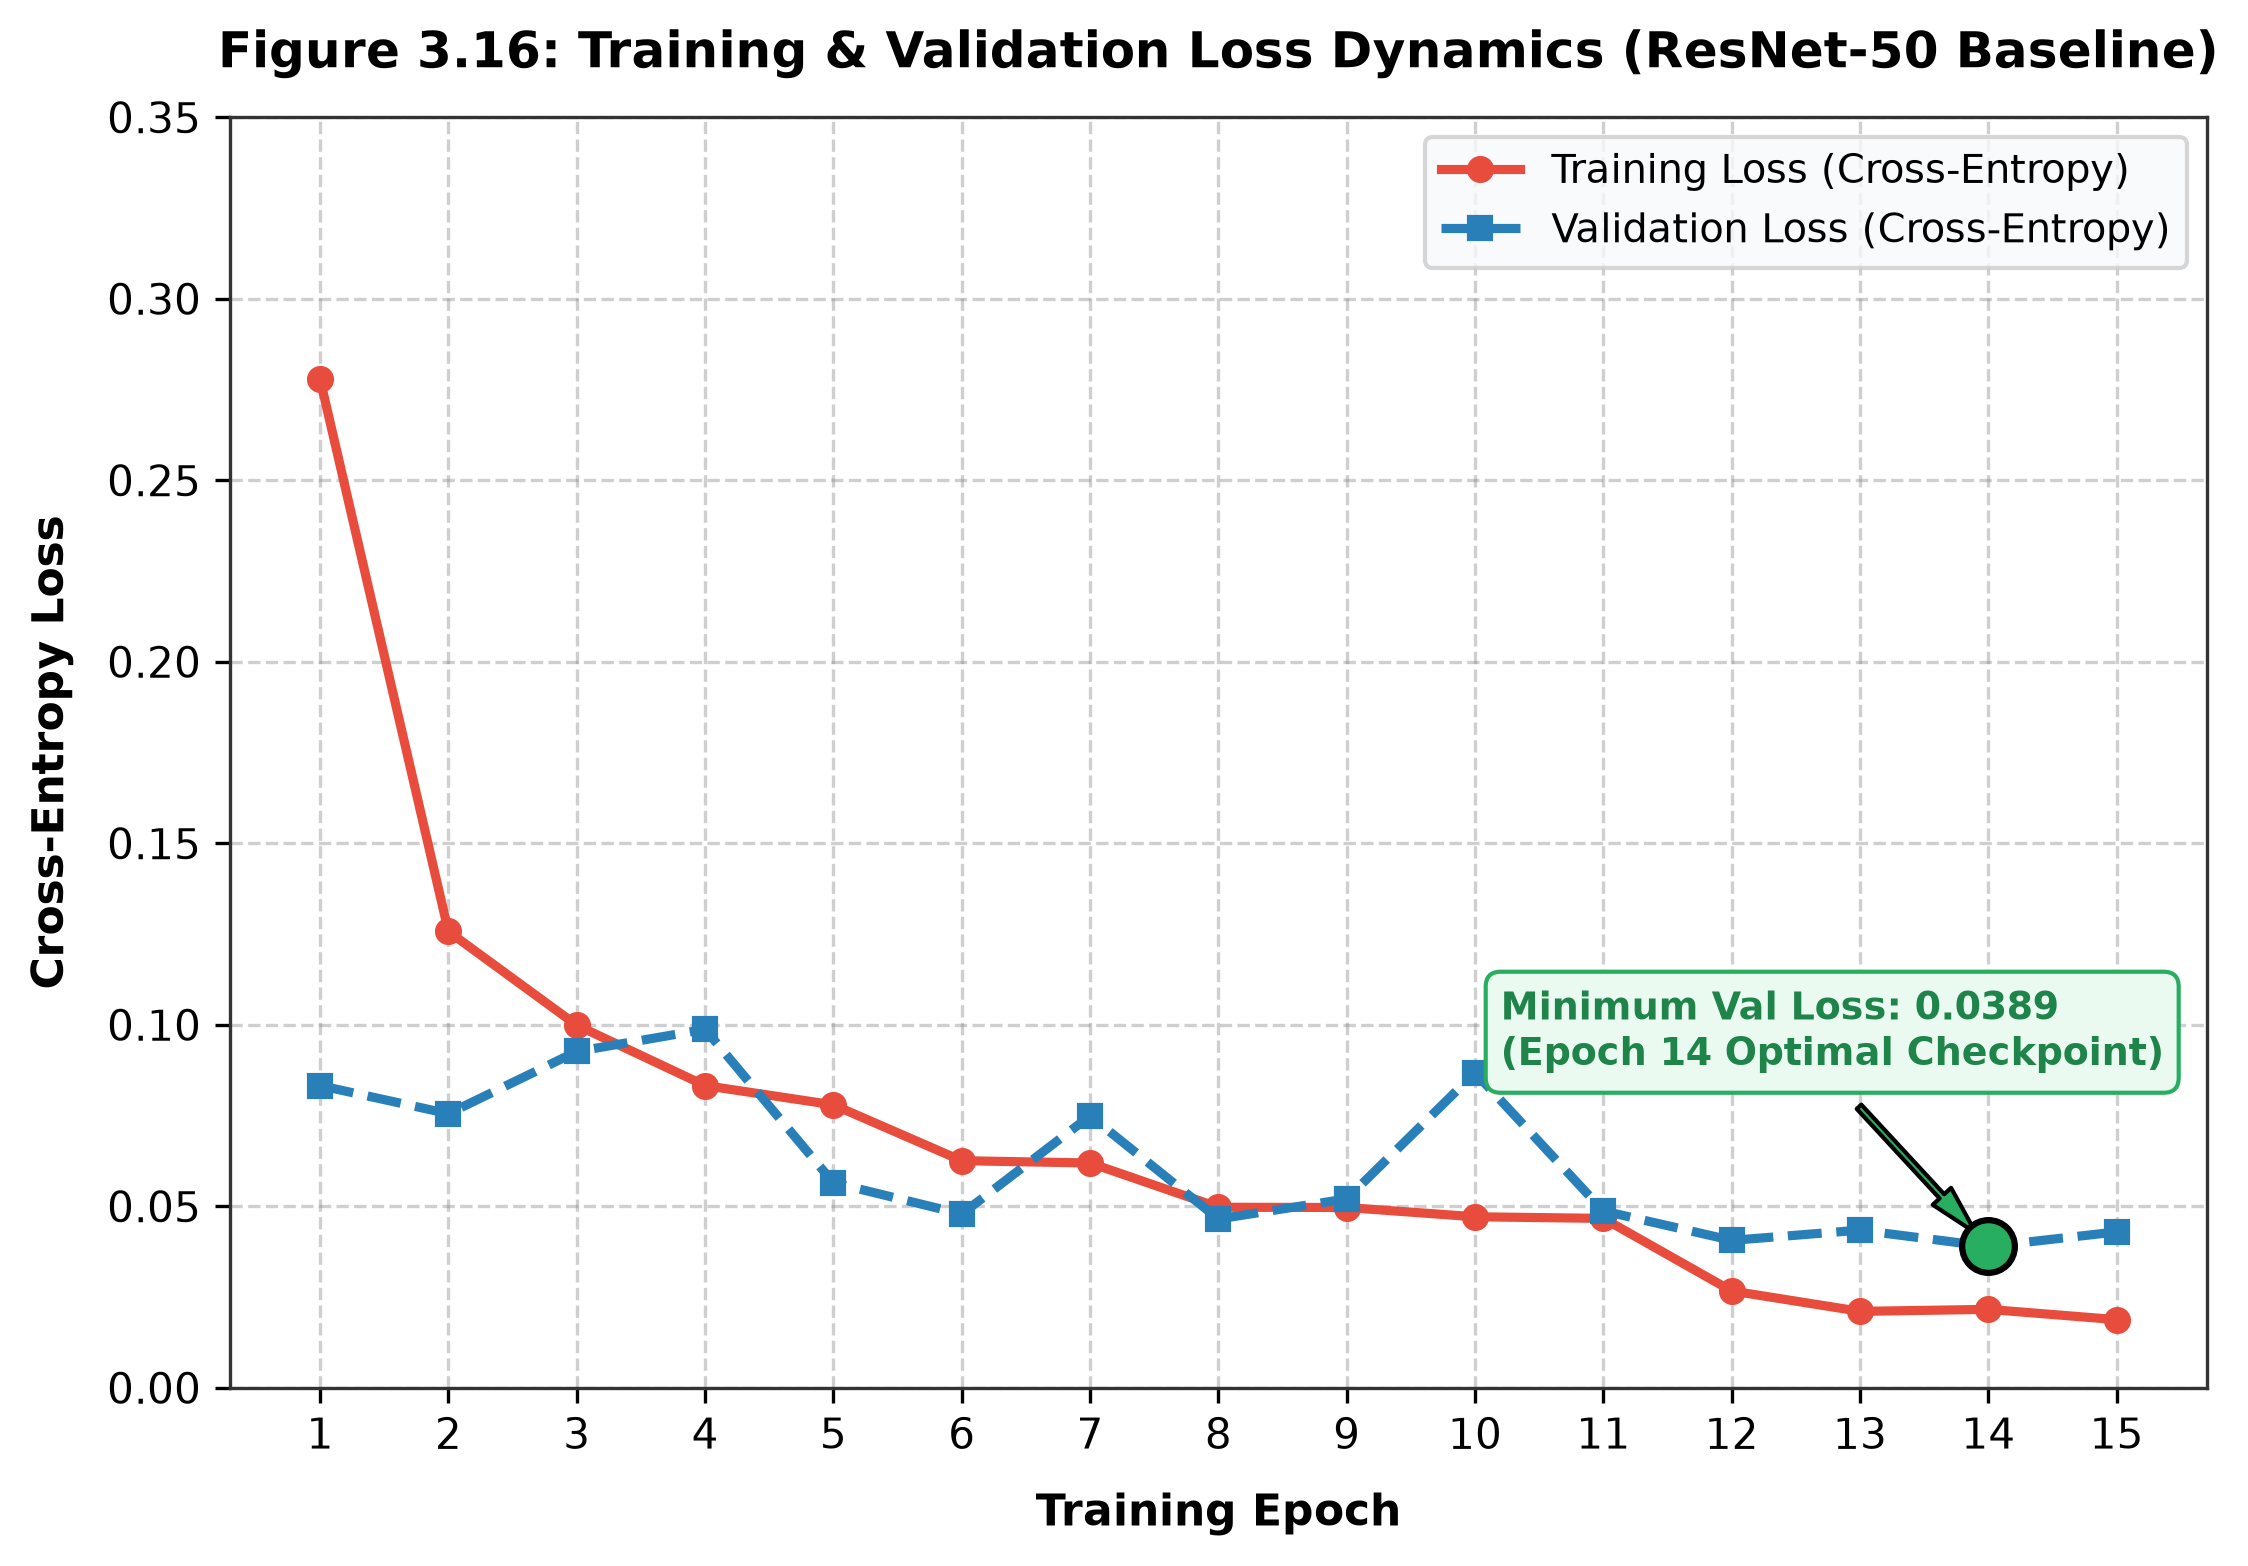 Figure 3.16: Training & Validation Loss Dynamics (ResNet-50 Baseline)
0.35
0.30
0.25
0.20
0.15
0.10
0.05
0.00
Cross-Entropy Loss
Training Loss (Cross-Entropy)
Validation Loss (Cross-Entropy)
Minimum Val Loss: 0.0389
(Epoch 14 Optimal Checkpoint)
1 2 3 4 5 6 7 8 9 10 11 12 13 14 15
Training Epoch